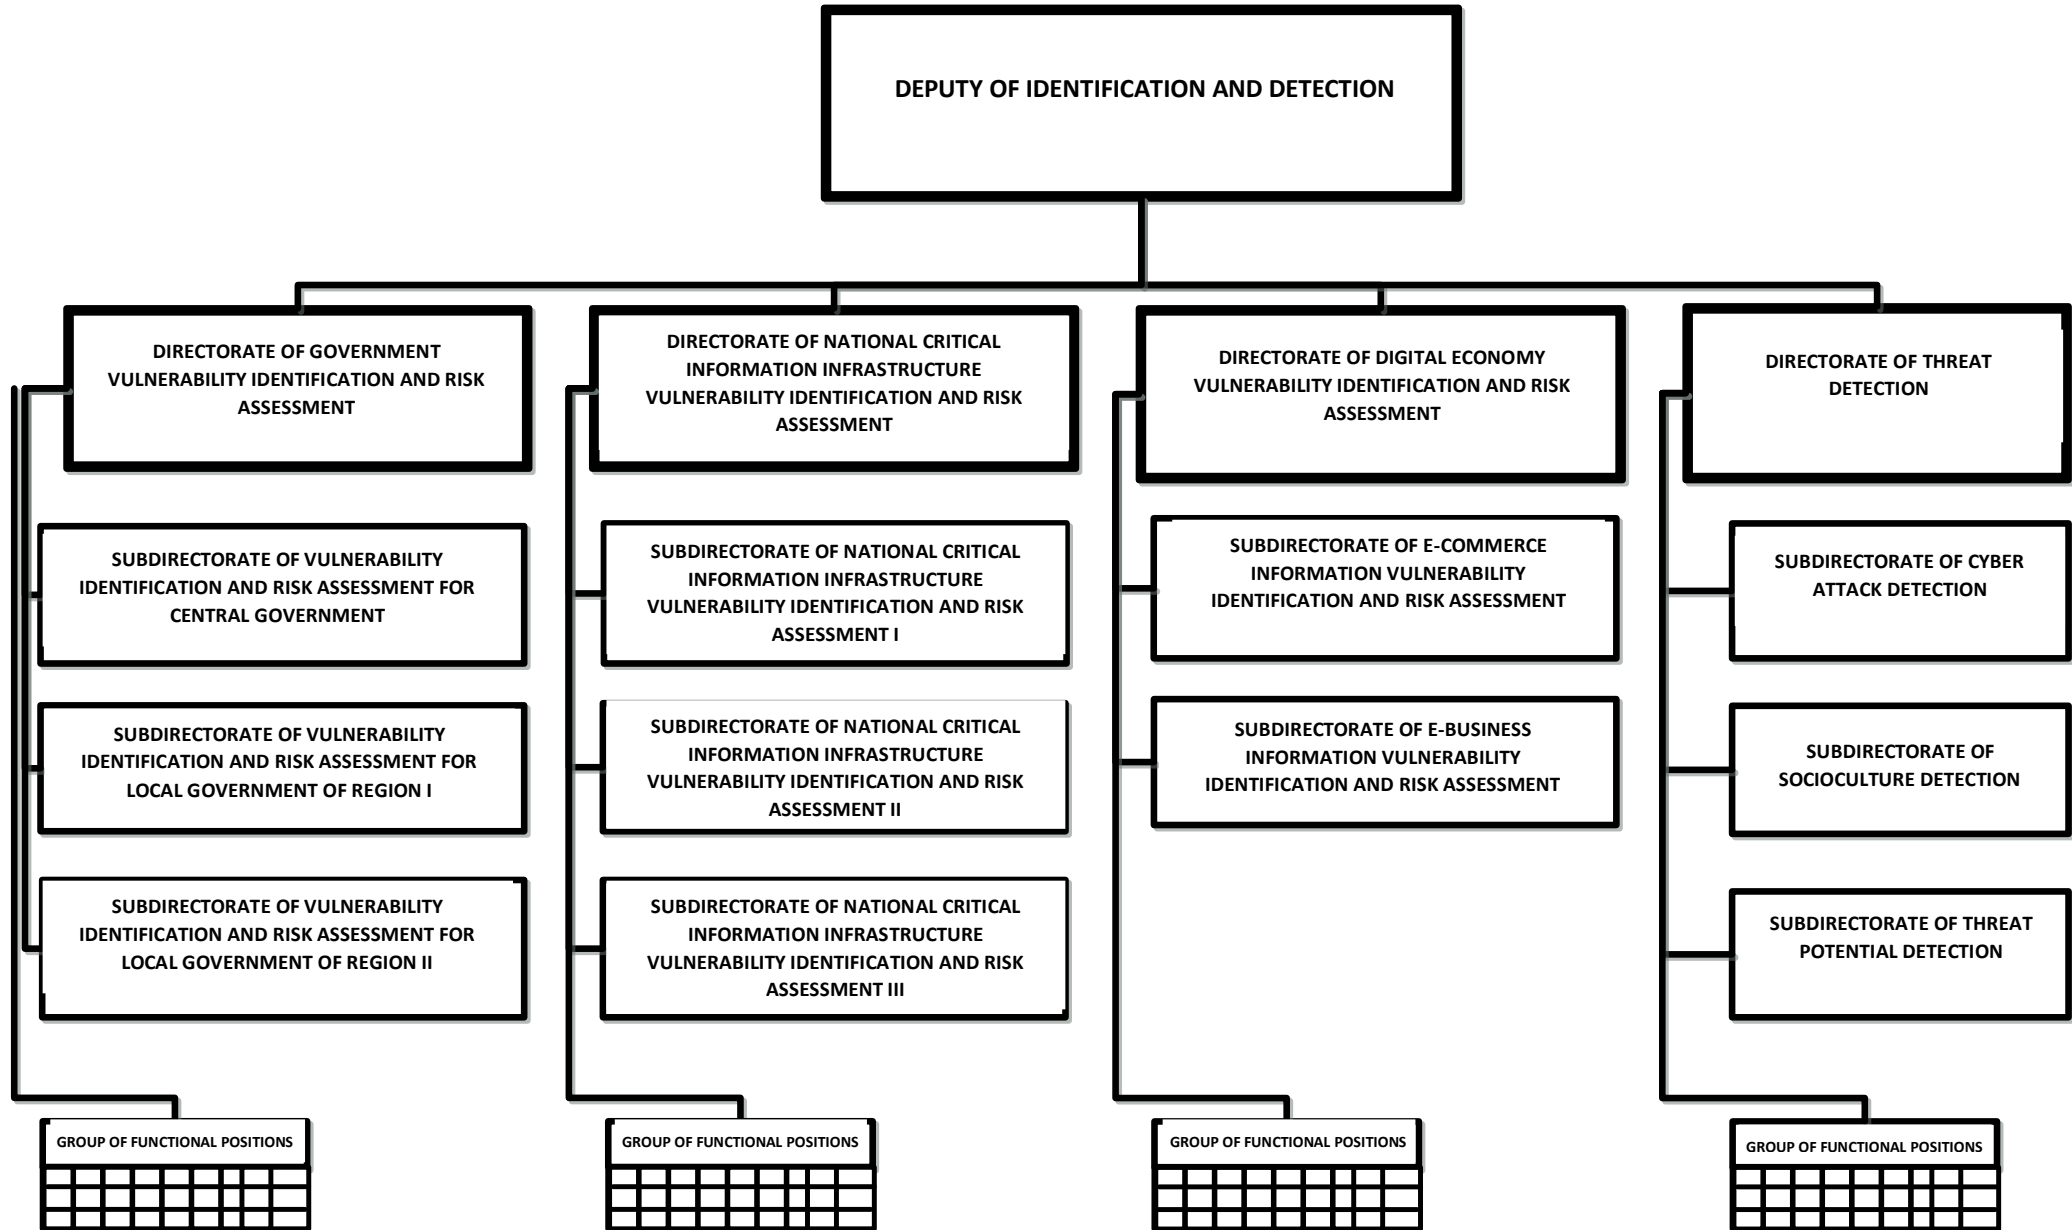 DEPUTY OF IDENTIFICATION AND DETECTION
DIRECTORATE OF GOVERNMENT
VULNERABILITY IDENTIFICATION AND RISK
ASSESSMENT
DIRECTORATE OF NATIONAL CRITICAL
INFORMATION INFRASTRUCTURE
VULNERABILITY IDENTIFICATION AND RISK
ASSESSMENT
DIRECTORATE OF DIGITAL ECONOMY
VULNERABILITY IDENTIFICATION AND RISK
ASSESSMENT
DIRECTORATE OF THREAT
DETECTION
SUBDIRECTORATE OF VULNERABILITY
IDENTIFICATION AND RISK ASSESSMENT FOR
CENTRAL GOVERNMENT
SUBDIRECTORATE OF NATIONAL CRITICAL
INFORMATION INFRASTRUCTURE
VULNERABILITY IDENTIFICATION AND RISK
ASSESSMENT I
SUBDIRECTORATE OF E-COMMERCE
INFORMATION VULNERABILITY
IDENTIFICATION AND RISK ASSESSMENT
SUBDIRECTORATE OF CYBER
ATTACK DETECTION
SUBDIRECTORATE OF VULNERABILITY
IDENTIFICATION AND RISK ASSESSMENT FOR
LOCAL GOVERNMENT OF REGION I
SUBDIRECTORATE OF NATIONAL CRITICAL
INFORMATION INFRASTRUCTURE
VULNERABILITY IDENTIFICATION AND RISK
ASSESSMENT II
SUBDIRECTORATE OF E-BUSINESS
INFORMATION VULNERABILITY
IDENTIFICATION AND RISK ASSESSMENT
SUBDIRECTORATE OF
SOCIOCULTURE DETECTION
SUBDIRECTORATE OF VULNERABILITY
IDENTIFICATION AND RISK ASSESSMENT FOR
LOCAL GOVERNMENT OF REGION II
SUBDIRECTORATE OF NATIONAL CRITICAL
INFORMATION INFRASTRUCTURE
VULNERABILITY IDENTIFICATION AND RISK
ASSESSMENT III
SUBDIRECTORATE OF THREAT
POTENTIAL DETECTION
GROUP OF FUNCTIONAL POSITIONS
GROUP OF FUNCTIONAL POSITIONS
GROUP OF FUNCTIONAL POSITIONS
GROUP OF FUNCTIONAL POSITIONS